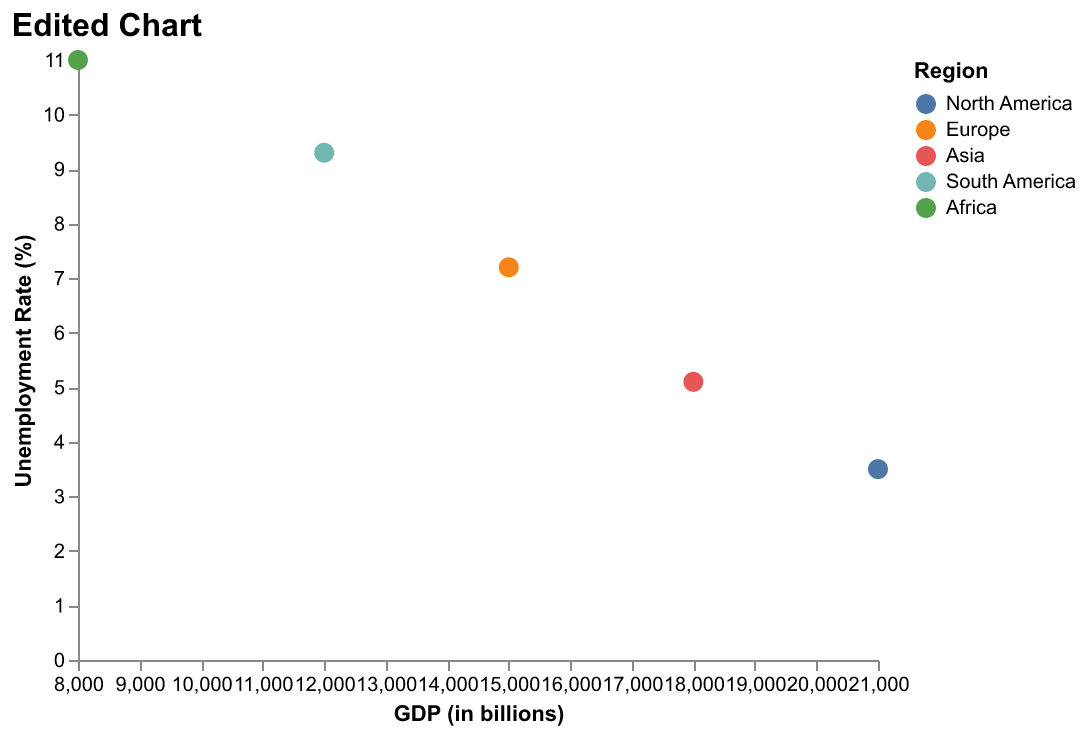 Edited Chart
11
10
9
8
7
6
5
4
3
2
1
0
Unemployment Rate (%)
8,000 9,000 10,000 11,000 12,000 13,000 14,000 15,000 16,000 17,000 18,000 19,000 20,000 21,000
GDP (in billions)
Region
North America
Europe
Asia
South America
Africa